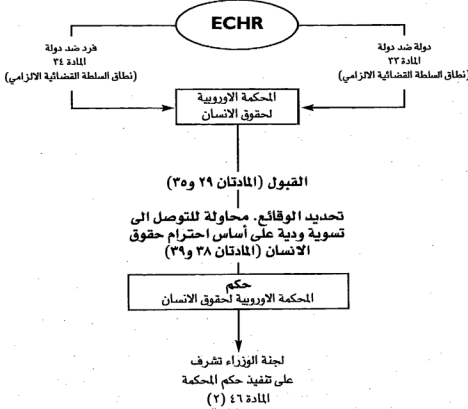 ECHR
دولة ضد دولة
المادة ٣٣
(نطاق السلطة القضائية الالزامي)
فرد ضد دولة
المادة ٣٤
(نطاق السلطة القضائية الالزامي)
المحكمة الاوروبية
لحقوق الانسان
القبول (المادتان ٢٩ و٣٥)
تحديد الوقائع. محاولة للتوصل الى
تسوية ودية على أساس احترام حقوق
الانسان (المادتان ٣٨ و٣٩)
حكم
المحكمة الاوروبية لحقوق الانسان
لجنة الوزراء تشرف
على تنفيذ حكم المحكمة
المادة ٤٦ (٢)